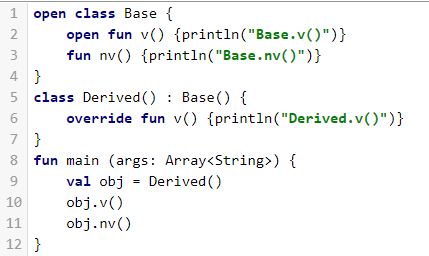 1 open class Base {
2     open fun v() {println("Base.v()")}
3     fun nv() {println("Base.nv()")}
4 }
5 class Derived() : Base() {
6     override fun v() {println("Derived.v()")}
7 }
8 fun main (args: Array<String>) {
9     val obj = Derived()
10     obj.v()
11     obj.nv()
12 }